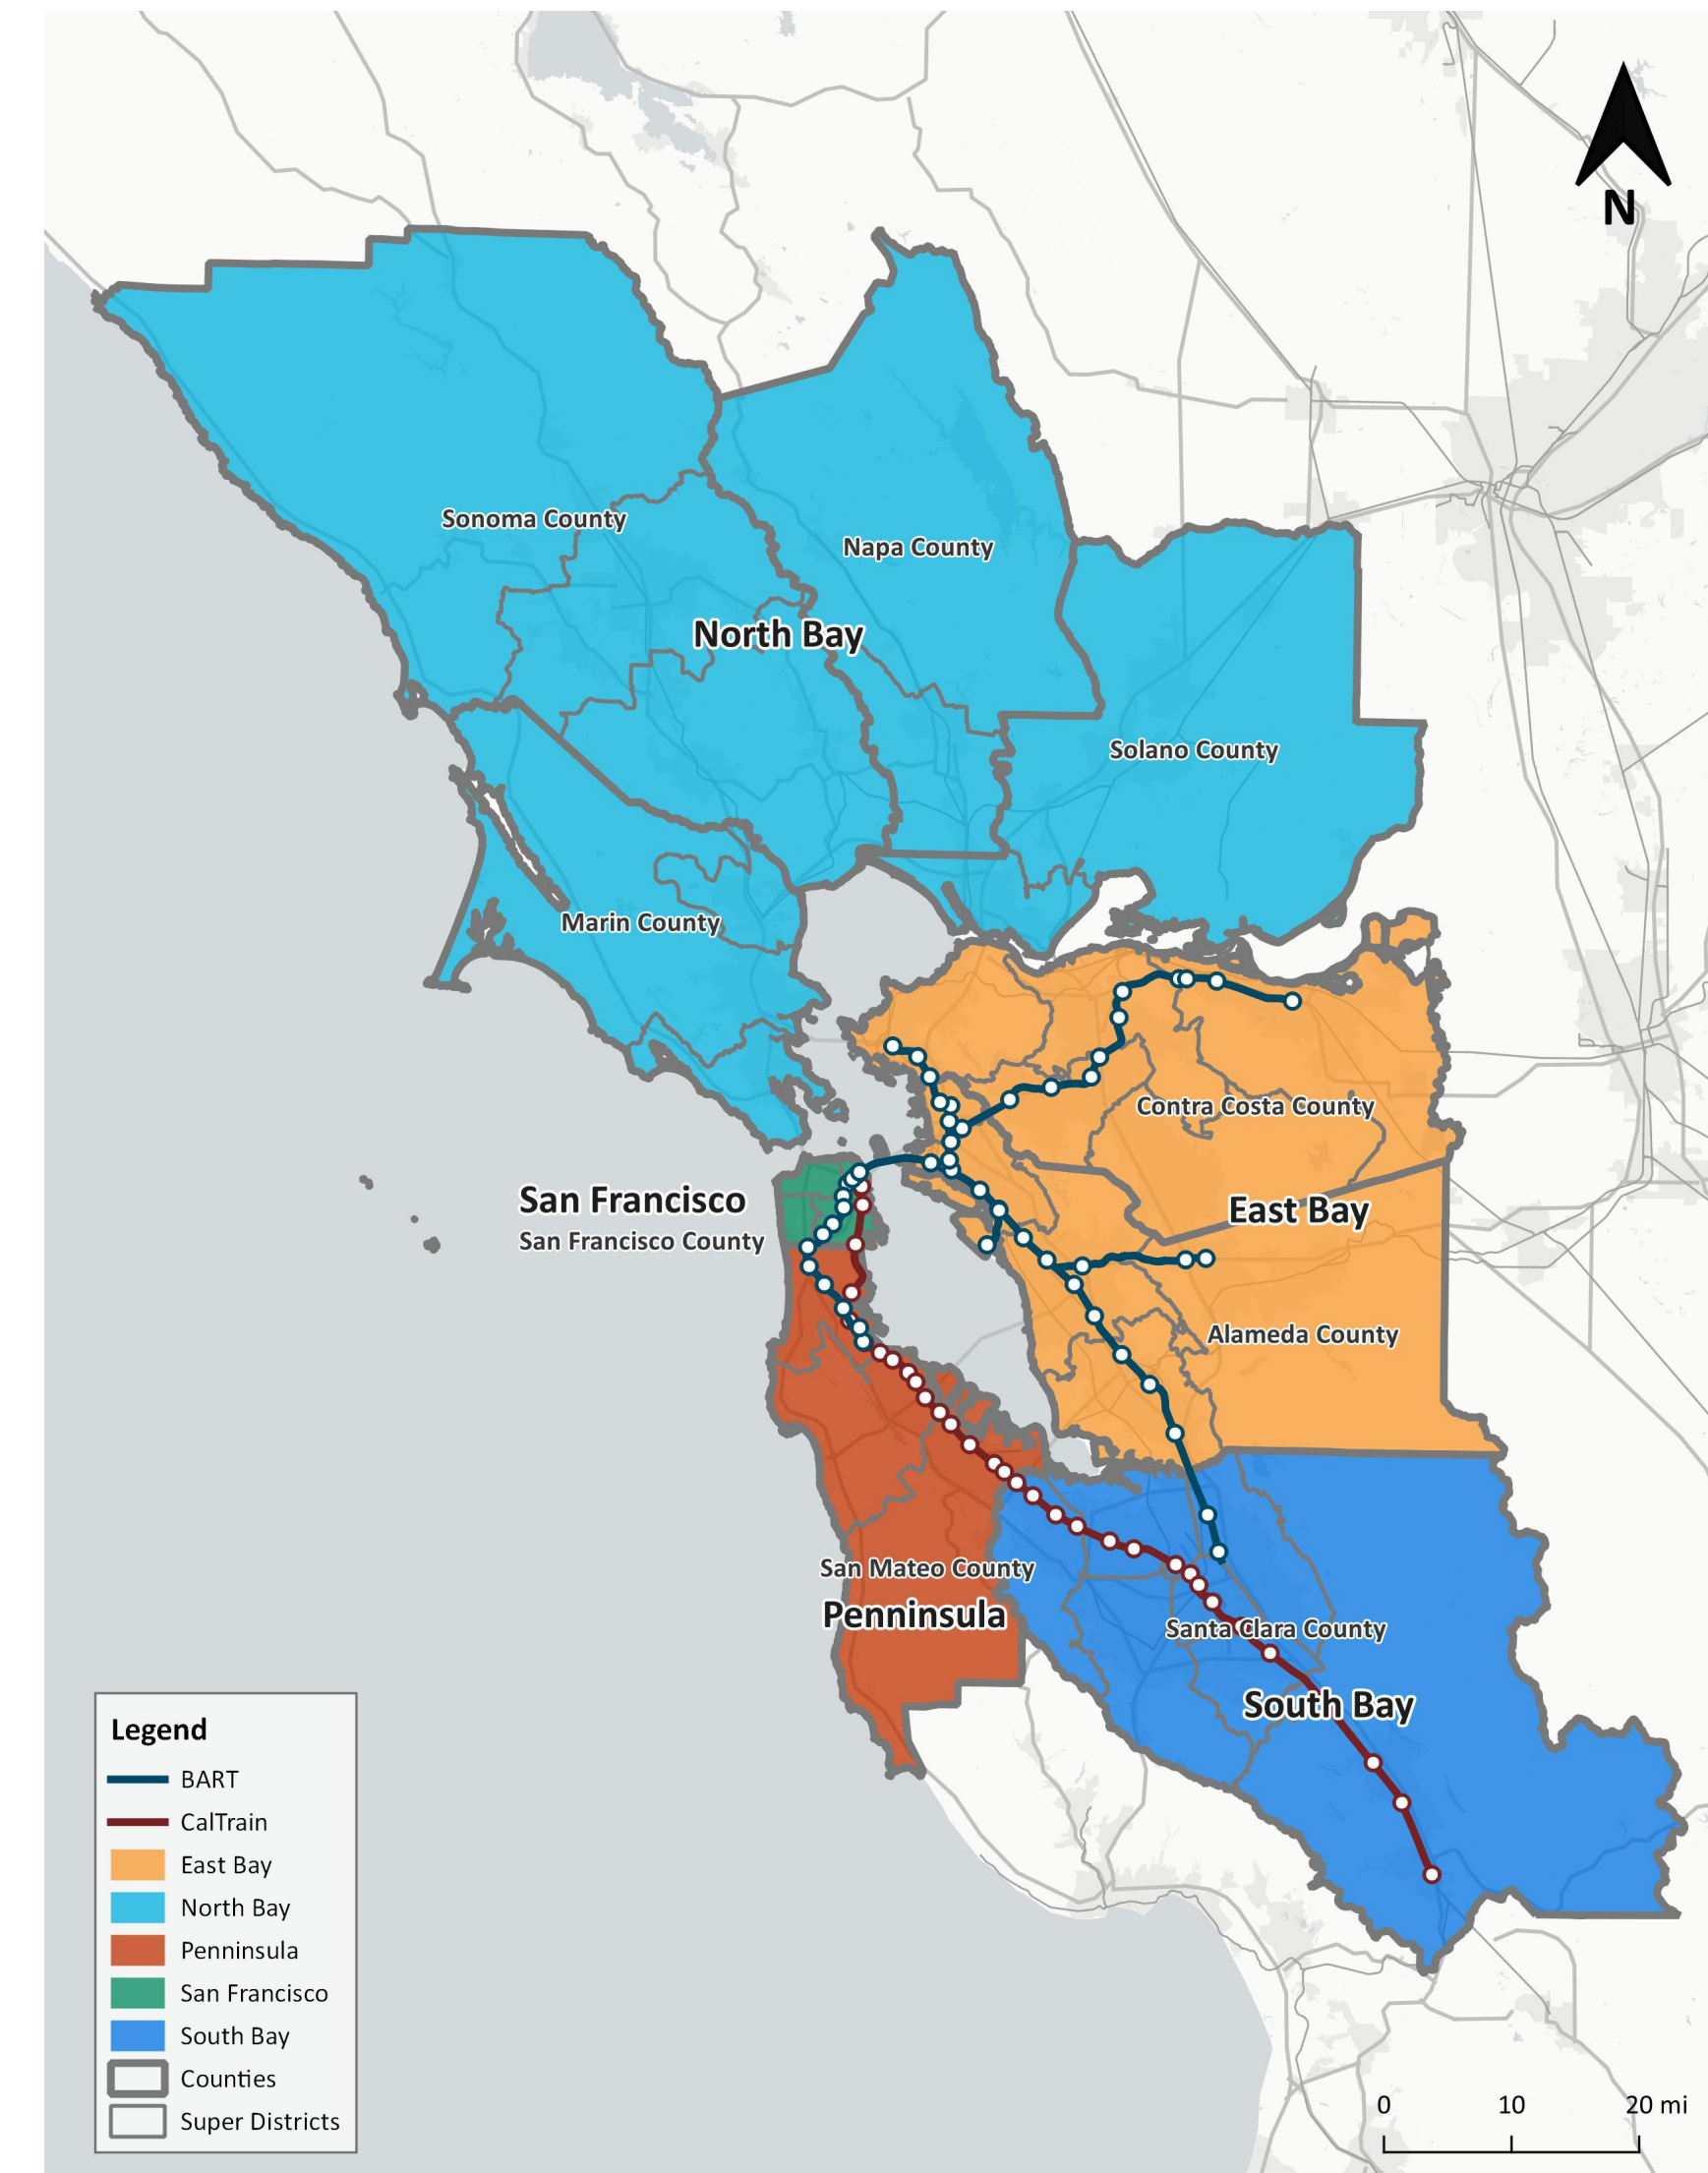 N
Sonoma County
Napa County
North Bay
Solano County
Marin County
Contra Costa County
San Francisco
East Bay
San Francisco County
Alameda County
San Mateo County
Penninsula
Santa Clara County
South Bay
Legend
BART
CalTrain
East Bay
North Bay
Penninsula
San Francisco
South Bay
Counties
Super Districts
0 10 20 mi